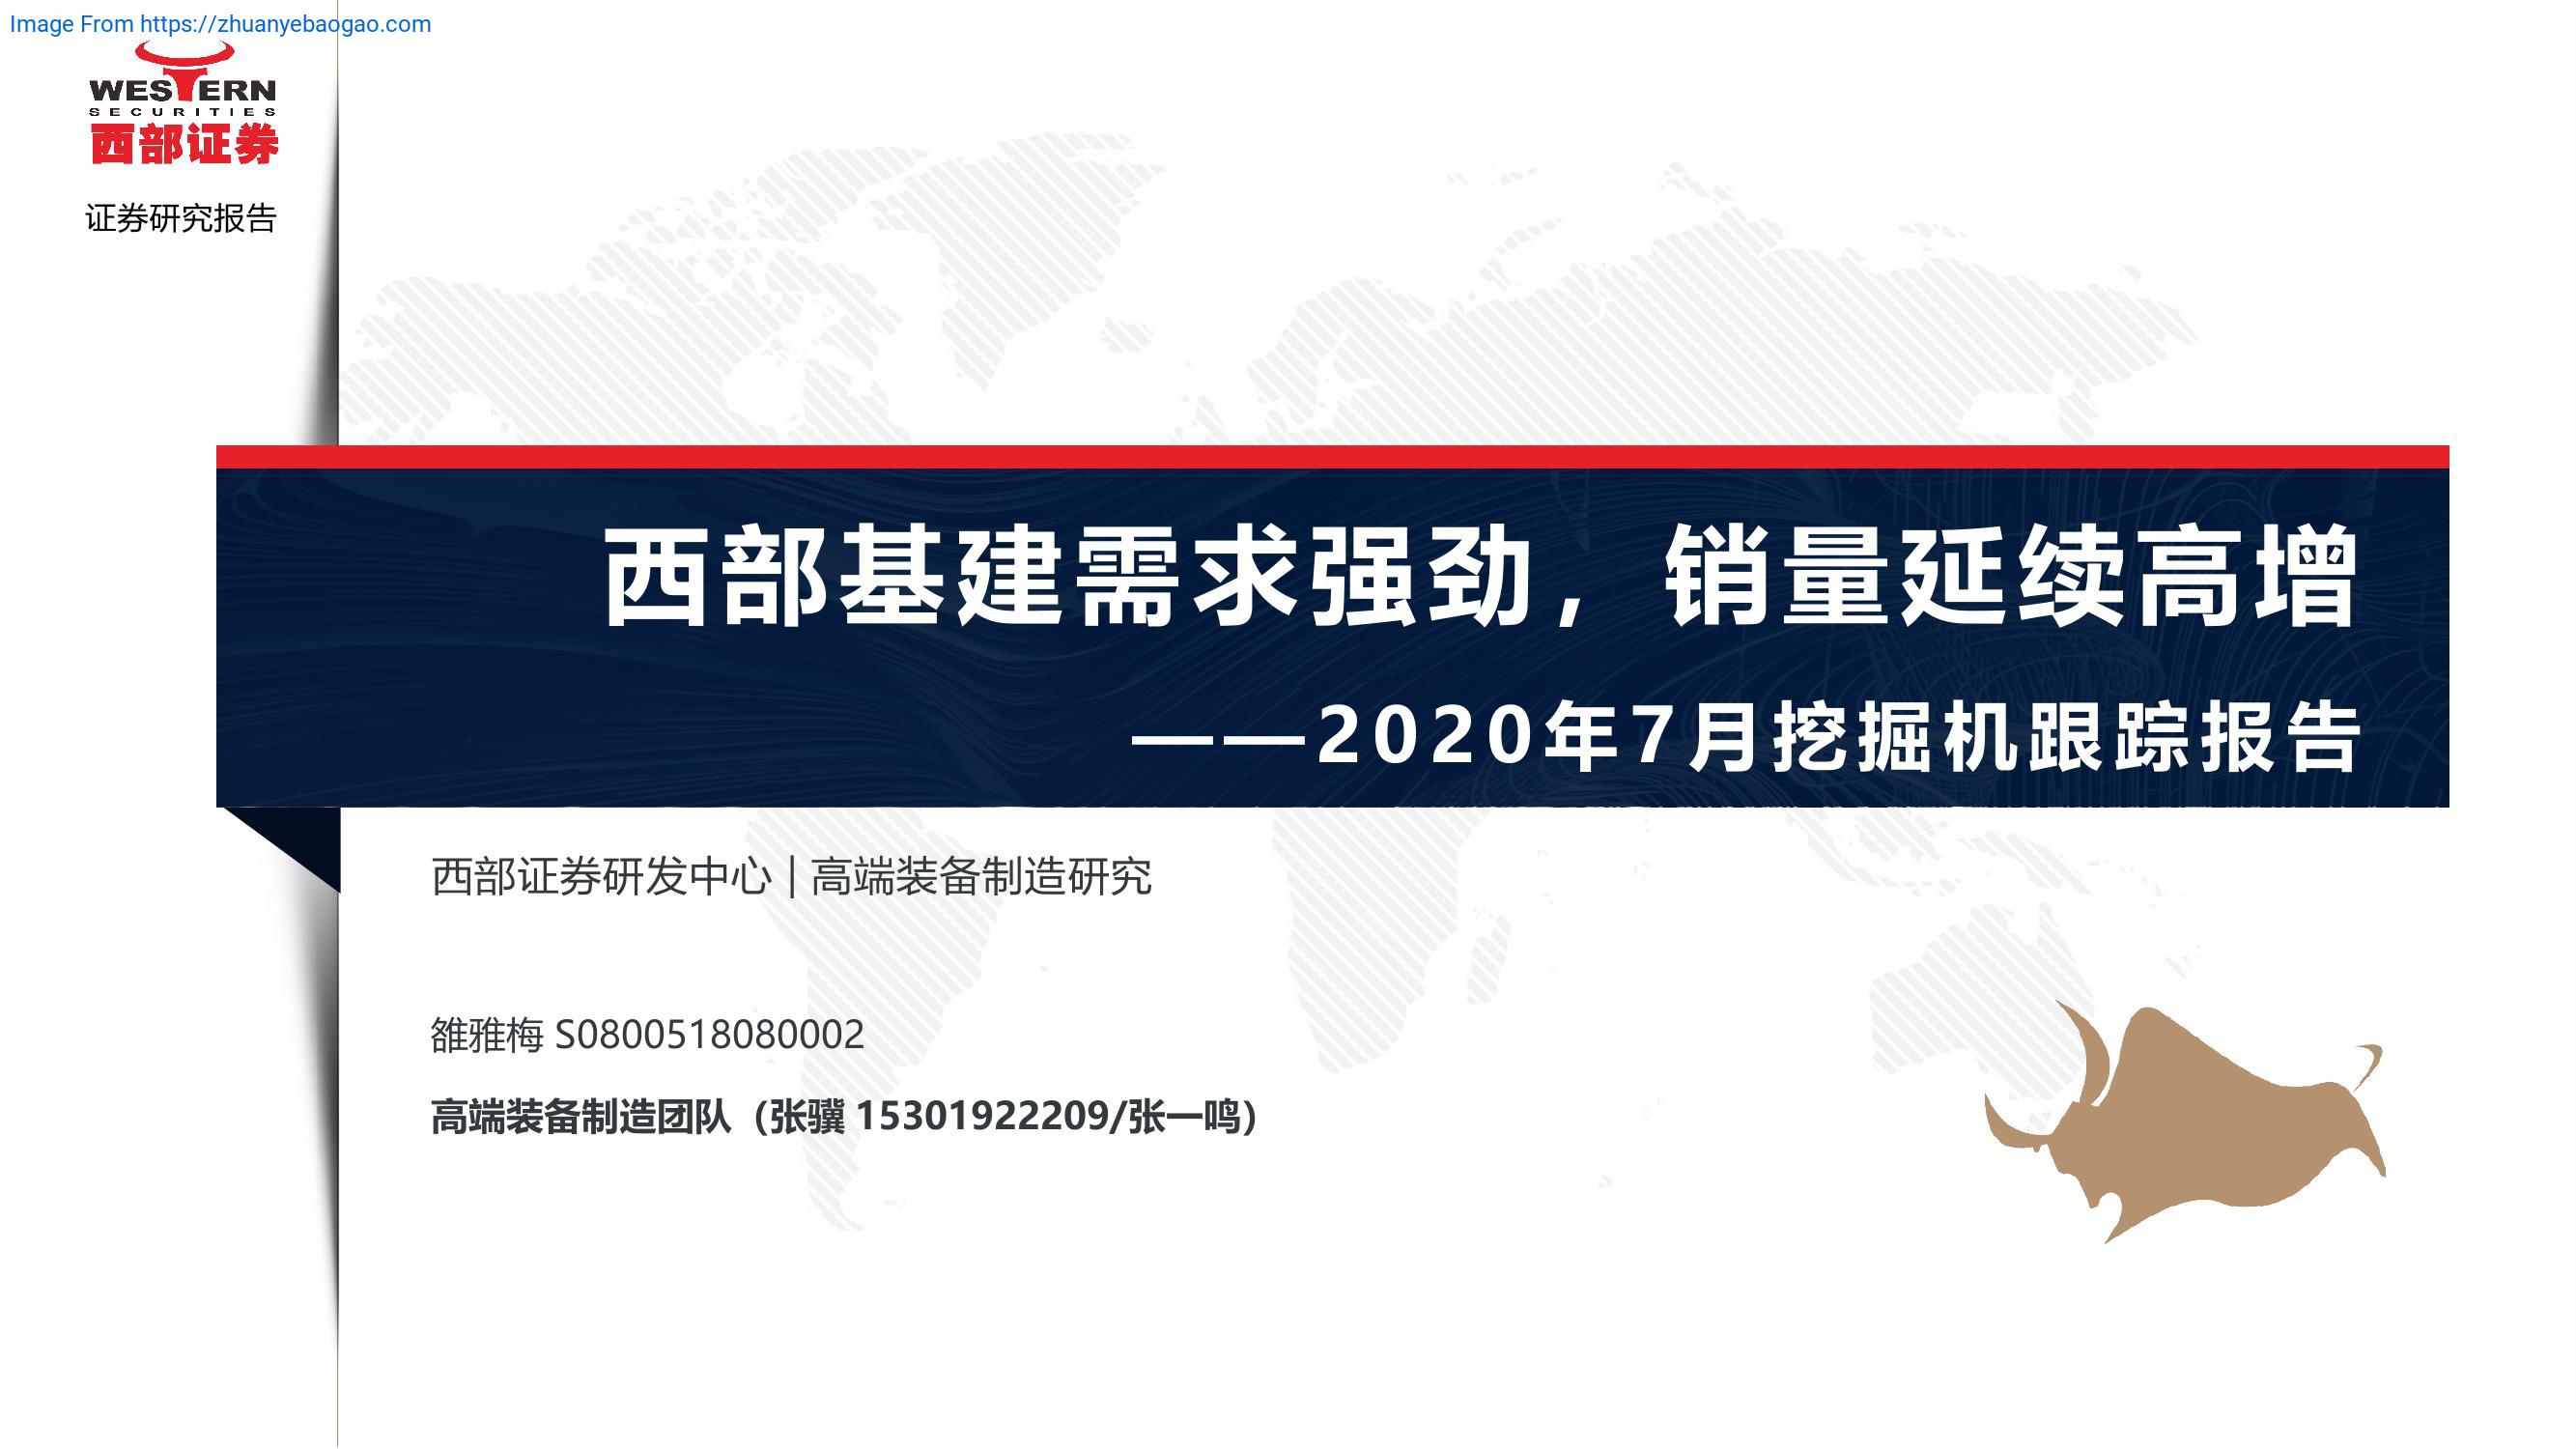 Image From https://zhuanyebaogao.com
WESTERN
SECURITIES
西部证券
证券研究报告
西部基建需求强劲，销量延续高增
——2020年7月挖掘机跟踪报告
西部证券研发中心 | 高端装备制造研究
雒雅梅 S0800518080002
高端装备制造团队（张骥 15301922209/张一鸣）